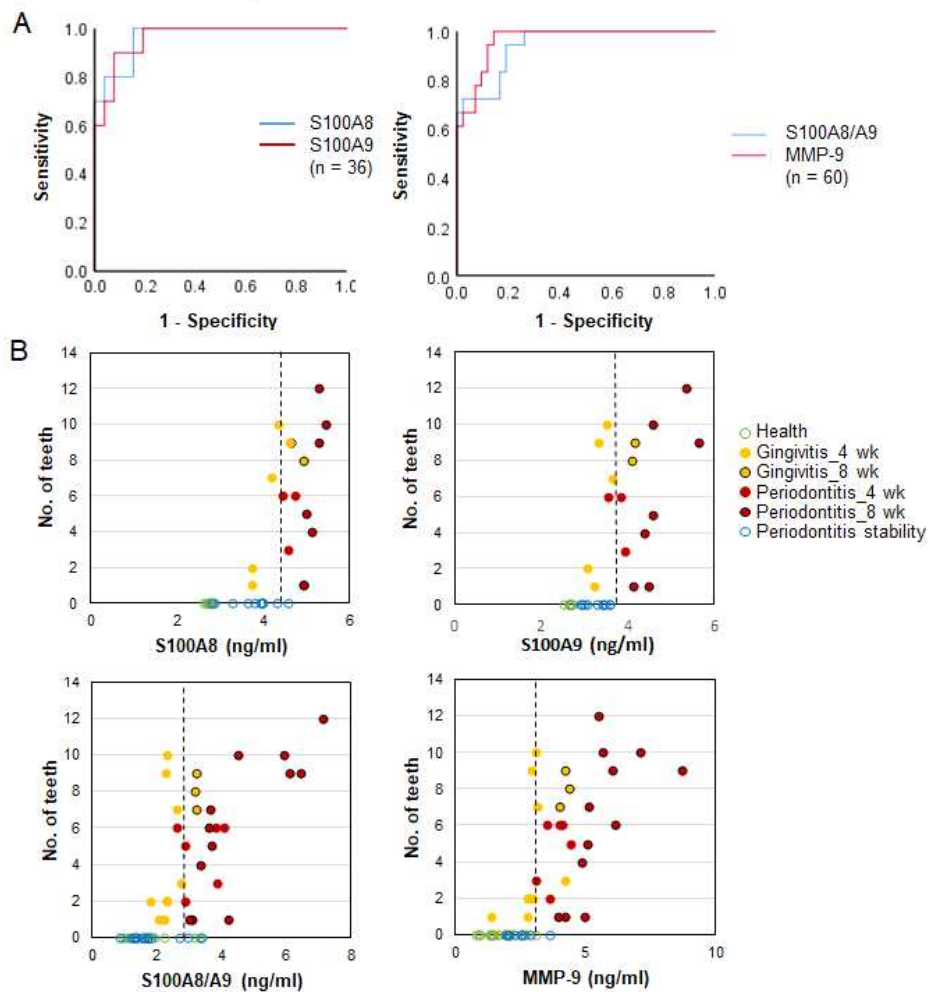 A
Sensitivity
1.0
0.8
0.6
0.4
0.2
0.0
0.0 0.2 0.4 0.6 0.8 1.0
1 - Specificity
S100A8
S100A9
(n = 36)
Sensitivity
1.0
0.8
0.6
0.4
0.2
0.0
0.0 0.2 0.4 0.6 0.8 1.0
1 - Specificity
S100A8/A9
MMP-9
(n = 60)
B
No. of teeth
14
12
10
8
6
4
2
0
0 2 4 6
S100A8 (ng/ml)
No. of teeth
14
12
10
8
6
4
2
0
0 2 4 6
S100A9 (ng/ml)
Health
Gingivitis_4 wk
Gingivitis_8 wk
Periodontitis_4 wk
Periodontitis_8 wk
Periodontitis stability
No. of teeth
14
12
10
8
6
4
2
0
0 2 4 6 8
S100A8/A9 (ng/ml)
No. of teeth
14
12
10
8
6
4
2
0
0 5 10
MMP-9 (ng/ml)